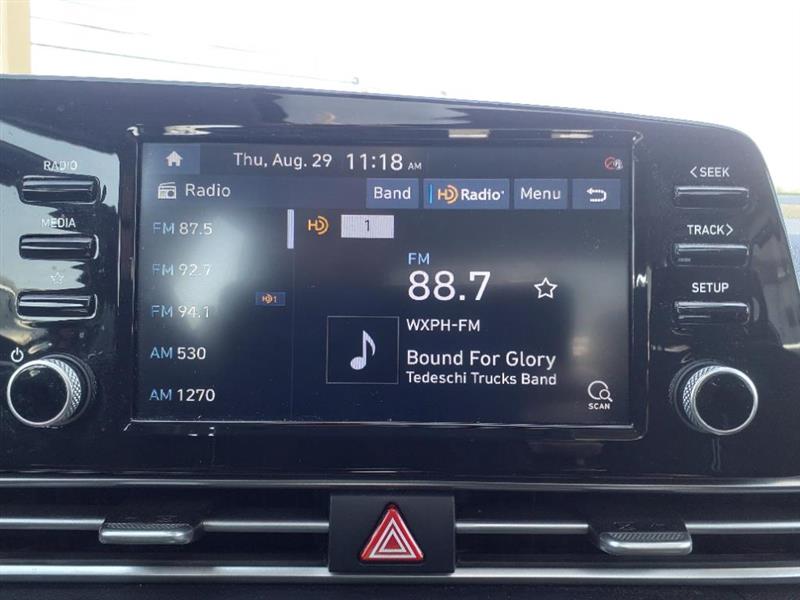 Thu, Aug. 29 11:18 AM
RADIO
Radio
Band
HD Radio
Menu
<SEEK
MEDIA
FM 87.5
HD 1
FM 92.7
FM
88.7
TRACK>
HD1
FM 94.1
WXPH-FM
SETUP
AM 530
Bound For Glory
Tedeschi Trucks Band
AM 1270
SCAN